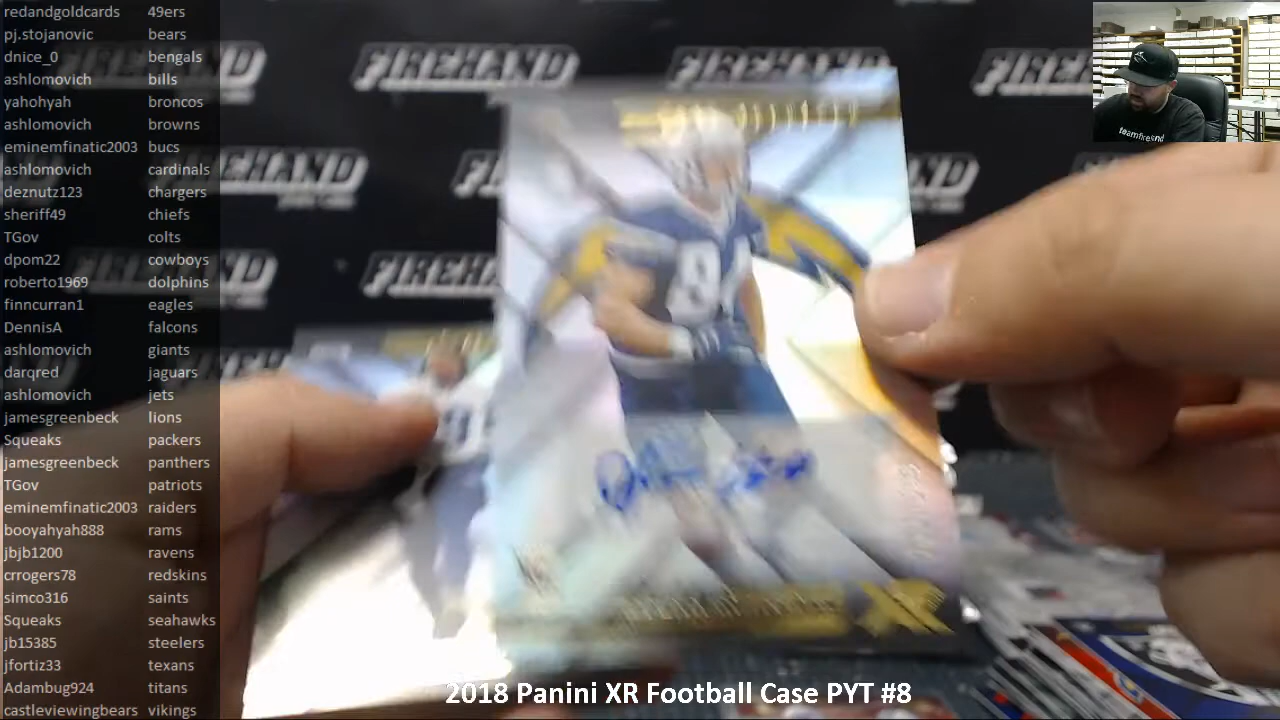 redandgoldcards 49ers
pj.stojanovic bears
dnice_0 bengals
ashlomovich bills
yahohyah broncos
ashlomovich browns
eminemfinatic2003 bucs
ashlomovich cardinals
deznutz123 chargers
sheriff49 chiefs
TGov colts
dpom22 cowboys
roberto1969 dolphins
finncurran1 eagles
DennisA falcons
ashlomovich giants
darqred jaguars
ashlomovich jets
jamesgreenbeck lions
Squeaks packers
jamesgreenbeck panthers
TGov patriots
eminemfinatic2003 raiders
booyahyah888 rams
jbjb1200 ravens
crrogers78 redskins
simco316 saints
Squeaks seahawks
jb15385 steelers
jfortiz33 texans
Adambug924 titans
castleviewingbears vikings
FIREHAND
FIREHAND
FIREHAND
FIREHAND
FIREHAND
teamfirehand
XR
2018 Panini XR Football Case PYT #8